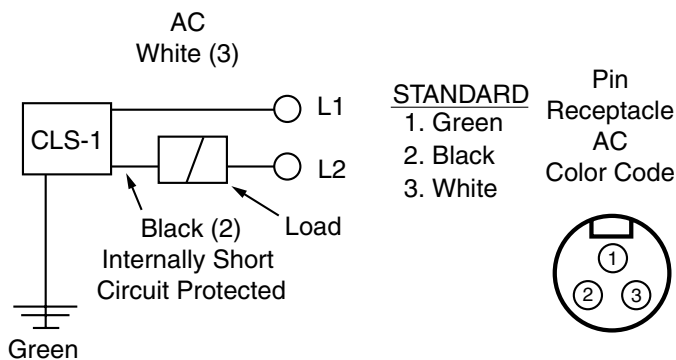 AC
White (3)
CLS-1
L1
L2
Black (2)
Internally Short
Circuit Protected
Load
Green
STANDARD
1. Green
2. Black
3. White
Pin
Receptacle
AC
Color Code
1
2
3